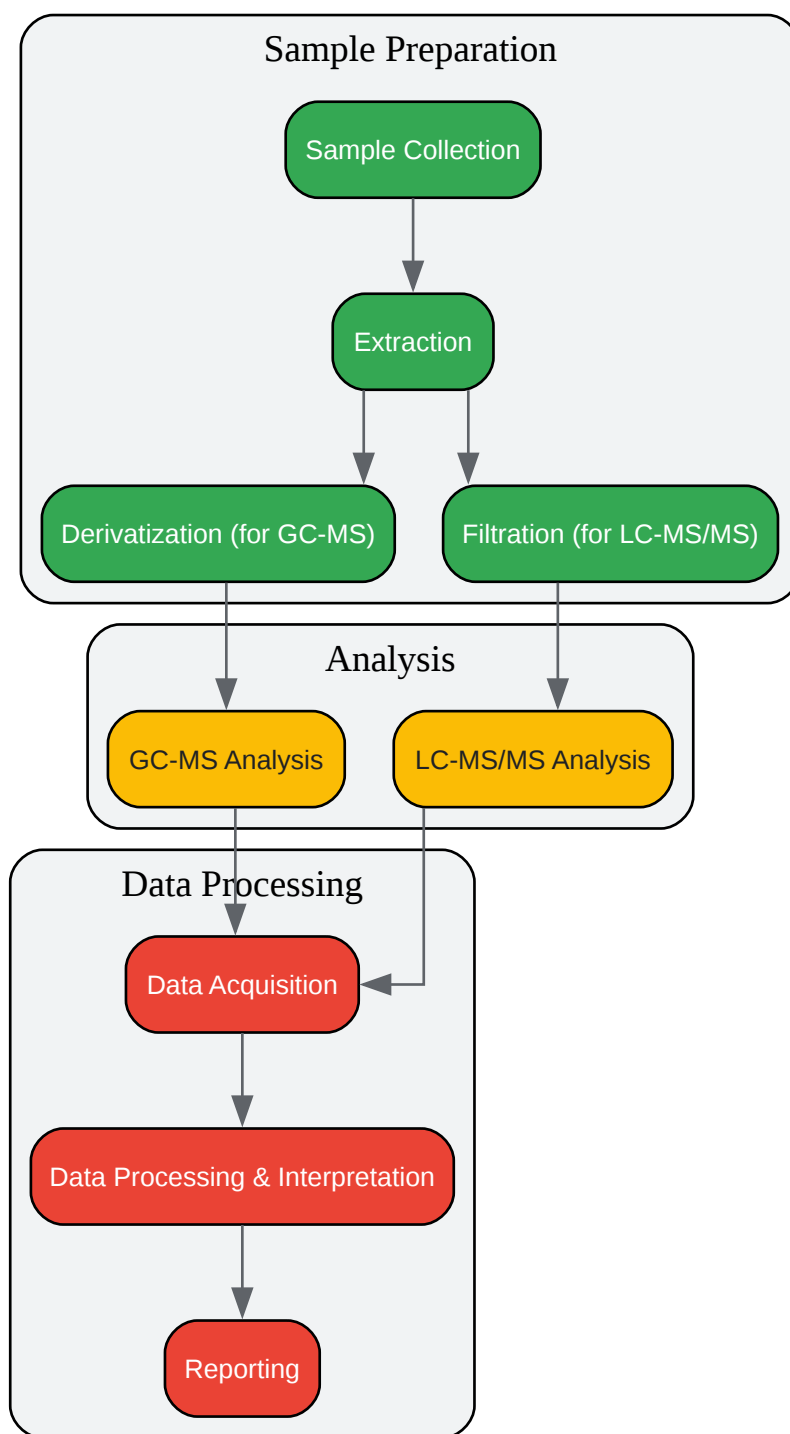 Sample Preparation
Sample Collection
Extraction
Derivatization (for GC-MS)
Filtration (for LC-MS/MS)
Analysis
GC-MS Analysis
LC-MS/MS Analysis
Data Processing
Data Acquisition
Data Processing & Interpretation
Reporting